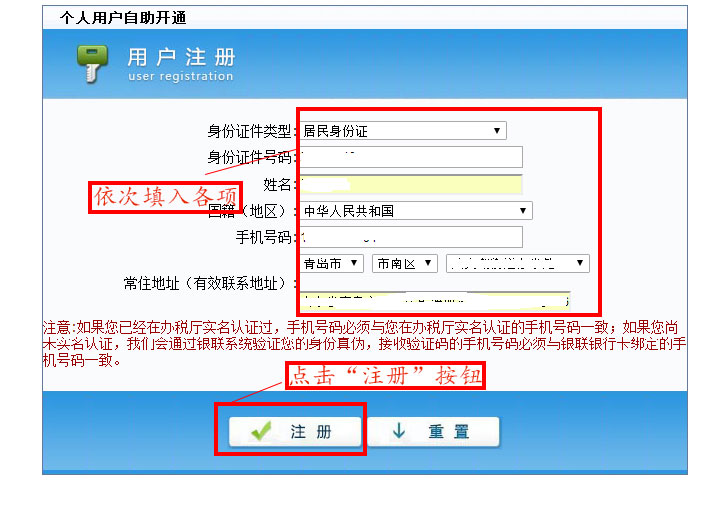 个人用户自助开通
用户注册
user registration
身份证件类型: 居民身份证
身份证件号码:
姓名:
依次填入各项
国籍（地区）: 中华人民共和国
手机号码:
青岛市 市南区
常住地址（有效联系地址）:
注意:如果您已经在办税厅实名认证过，手机号码必须与您在办税厅实名认证的手机号码一致；如果您尚
未实名认证，我们会通过银联系统验证您的身份真伪，接收验证码的手机号码必须与银联银行卡绑定的手
机号码一致。
点击“注册”按钮
注 册 重 置